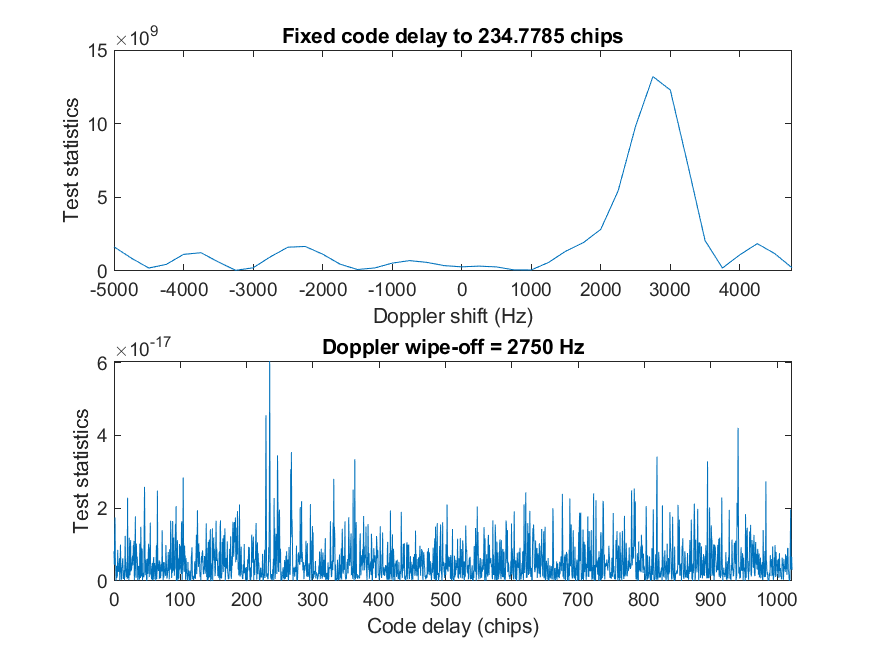 Fixed code delay to 234.7785 chips
×10^9
15
10
5
0
Test statistics
-5000 -4000 -3000 -2000 -1000 0 1000 2000 3000 4000
Doppler shift (Hz)
Doppler wipe-off = 2750 Hz
×10^-17
6
4
2
0
Test statistics
0 100 200 300 400 500 600 700 800 900 1000
Code delay (chips)